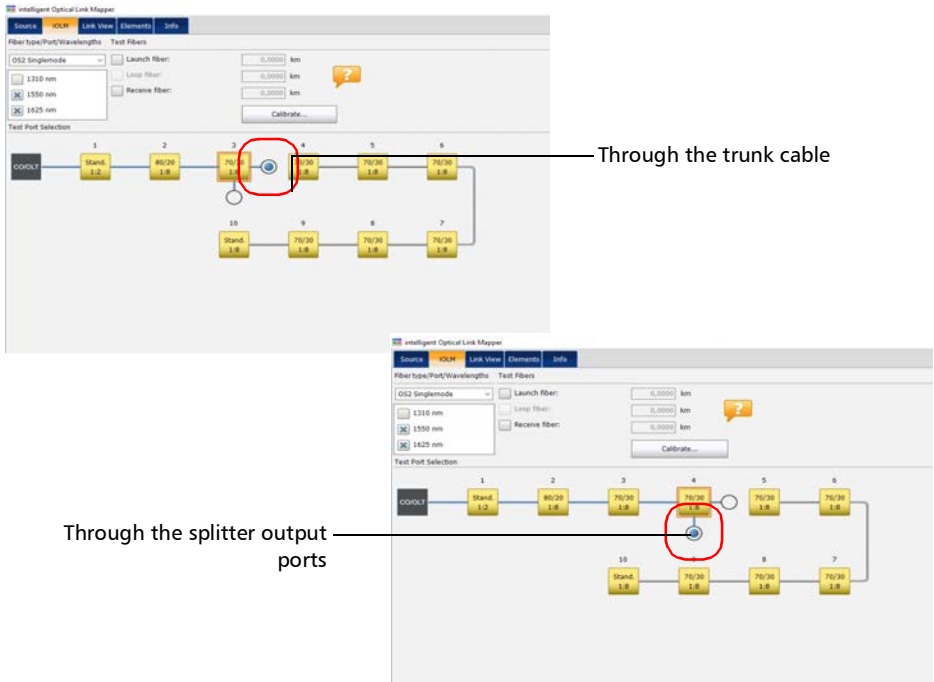 intelligent Optical Link Mapper
Source IOLM Link View Elements Info
Fiber type/Port/Wavelengths Test Fibers
OS2 Singlemode Launch fiber: 0,0000 km
1310 nm Loop fiber: 0,0000 km
1550 nm Receive fiber: 0,0000 km
1625 nm Calibrate...
?
Test Port Selection
1 2 3 4 5 6
CO/OLT Stand. 1:2 80/20 1:8 70/30 1:8 70/30 1:8 70/30 1:8 70/30 1:8
10 9 8 7
Stand. 1:8 70/30 1:8 70/30 1:8 70/30 1:8
Through the trunk cable
intelligent Optical Link Mapper
Source IOLM Link View Elements Info
Fiber type/Port/Wavelengths Test Fibers
OS2 Singlemode Launch fiber: 0,0000 km
1310 nm Loop fiber: 0,0000 km
1550 nm Receive fiber: 0,0000 km
1625 nm Calibrate...
?
Test Port Selection
1 2 3 4 5 6
CO/OLT Stand. 1:2 80/20 1:8 70/30 1:8 70/30 1:8 70/30 1:8 70/30 1:8
10 8 7
Stand. 1:8 70/30 1:8 70/30 1:8 70/30 1:8
Through the splitter output
ports